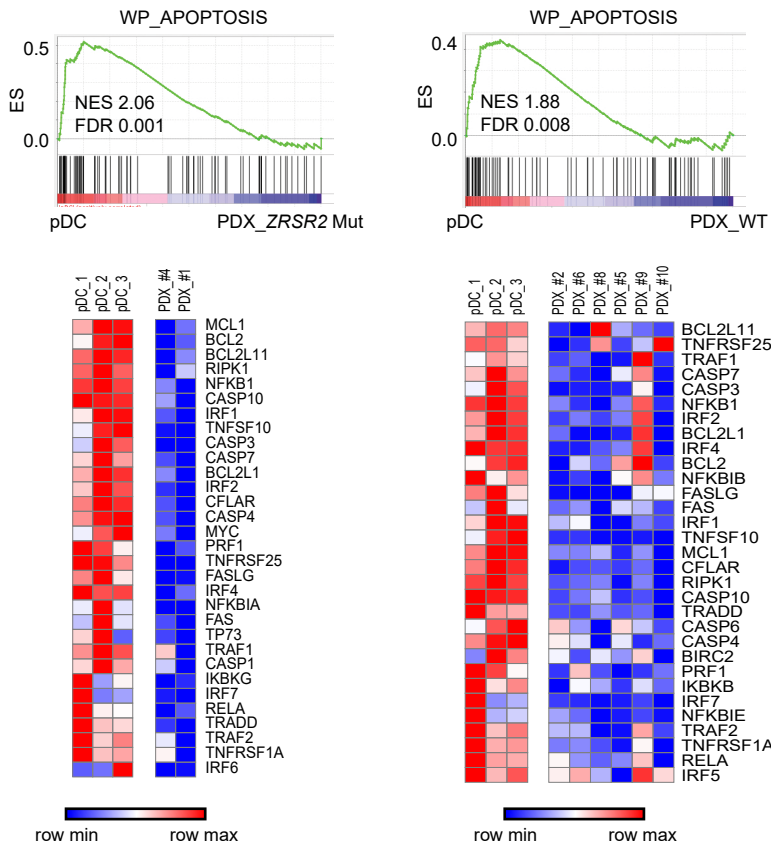 WP_APOPTOSIS
0.5
ES
NES 2.06
FDR 0.001
0.0
pDC
PDX_ZRSR2 Mut
pDC_1
pDC_2
pDC_3
PDX_#4
PDX_#1
MCL1
BCL2
BCL2L11
RIPK1
NFKB1
CASP10
IRF1
TNFSF10
CASP3
CASP7
BCL2L1
IRF2
CFLAR
CASP4
MYC
PRF1
TNFRSF25
FASLG
IRF4
NFKBIA
FAS
TP73
TRAF1
CASP1
IKBKG
IRF7
RELA
TRADD
TRAF2
TNFRSF1A
IRF6
row min
row max
WP_APOPTOSIS
0.4
ES
NES 1.88
FDR 0.008
0.0
pDC
PDX_WT
pDC_1
pDC_2
pDC_3
PDX_#2
PDX_#6
PDX_#8
PDX_#5
PDX_#9
PDX_#10
BCL2L11
TNFRSF25
TRAF1
CASP7
CASP3
NFKB1
IRF2
BCL2L1
IRF4
BCL2
NFKBIB
FASLG
FAS
IRF1
TNFSF10
MCL1
CFLAR
RIPK1
CASP10
TRADD
CASP6
CASP4
BIRC2
PRF1
IKBKB
IRF7
NFKBIE
TRAF2
TNFRSF1A
RELA
IRF5
row min
row max